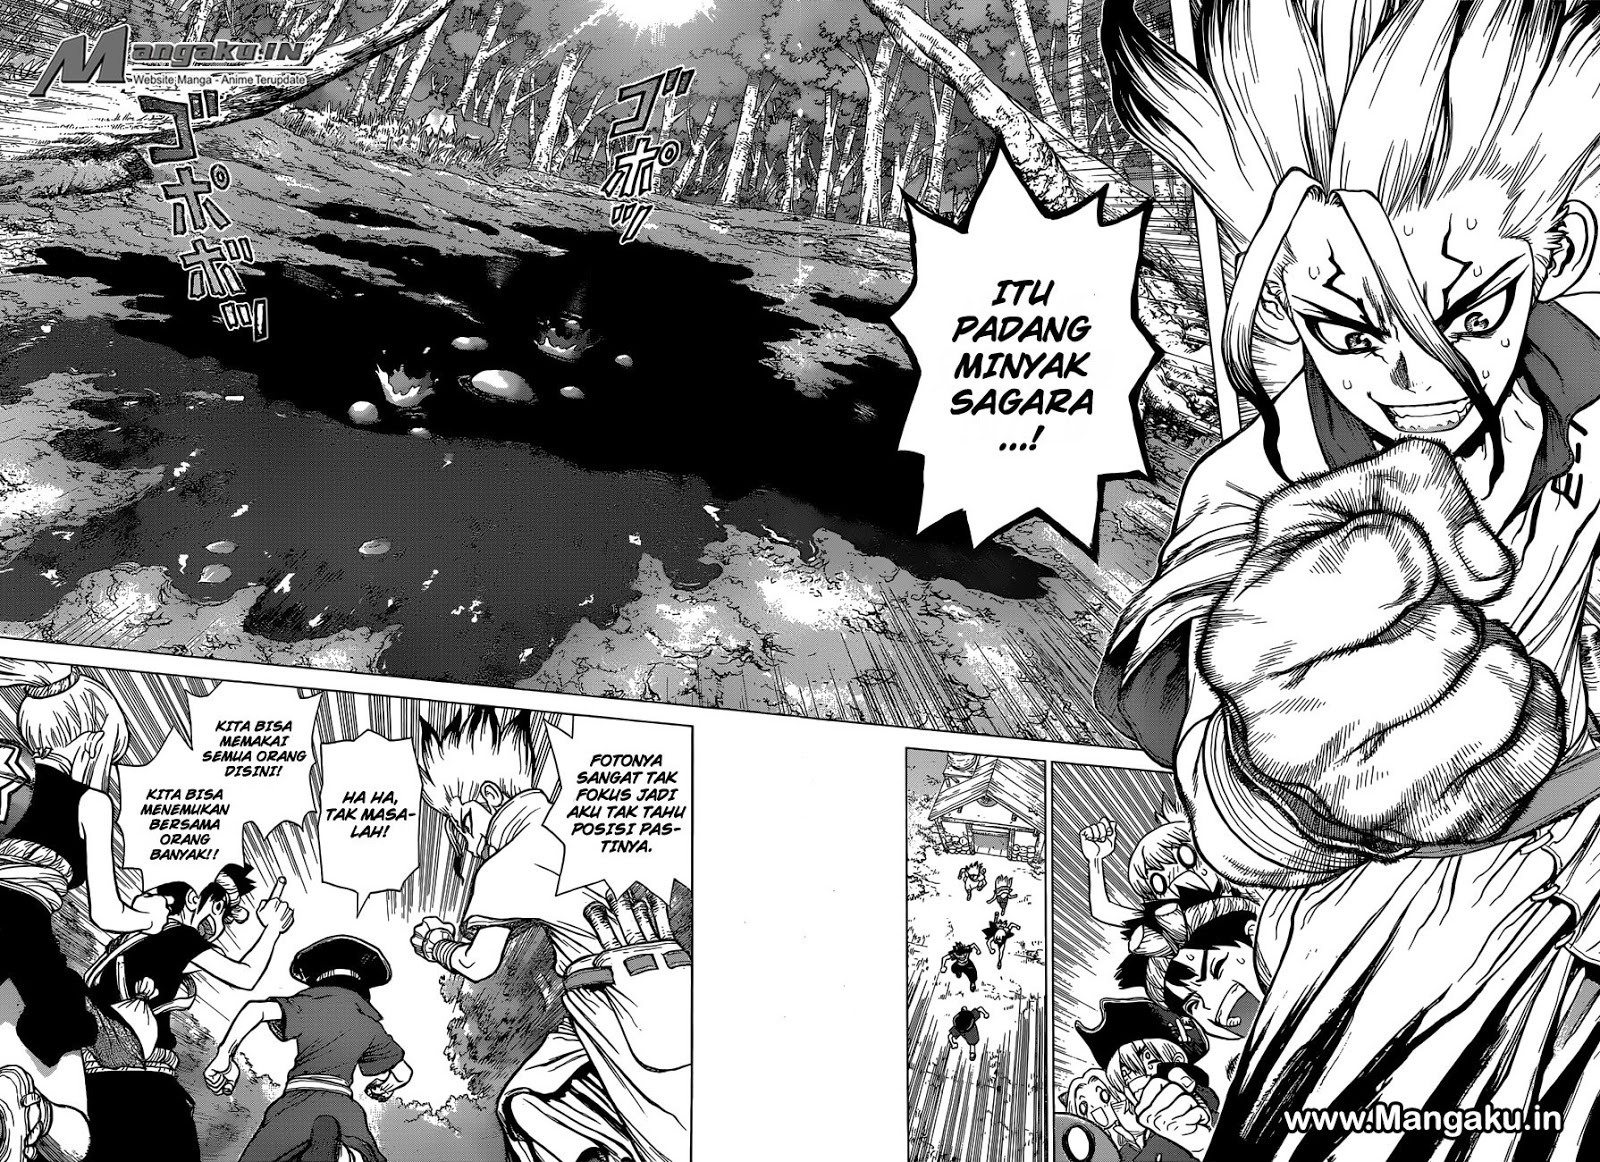 Mangaku.IN
Website Manga - Anime Terupdate
ゴポポッ
ゴポッ
ITU
PADANG
MINYAK
SAGARA
...!
FOTONYA
SANGAT TAK
FOKUS JADI
AKU TAK TAHU
POSISI PAS-
TINYA.
HA HA,
TAK MASA-
LAH!
KITA BISA
MEMAKAI
SEMUA ORANG
DISINI!
KITA BISA
MENEMUKAN
BERSAMA
ORANG
BANYAK!!
www.Mangaku.in